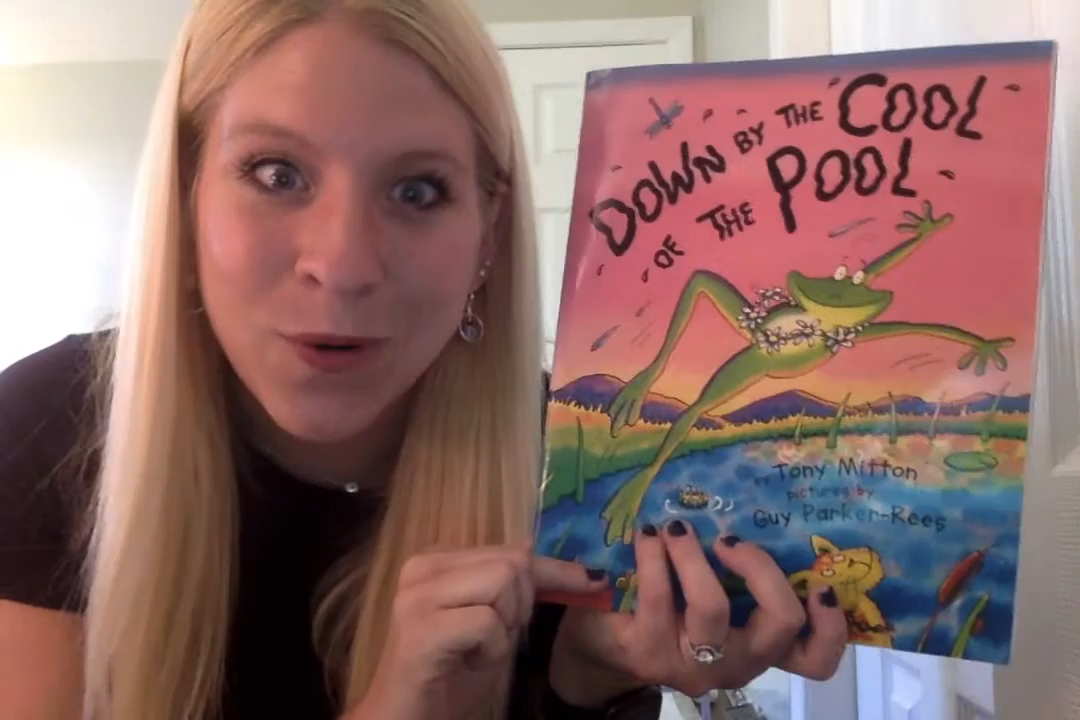 DOWN BY THE COOL
OF THE POOL
BY Tony Mitton
pictures by
Guy Parker-Rees